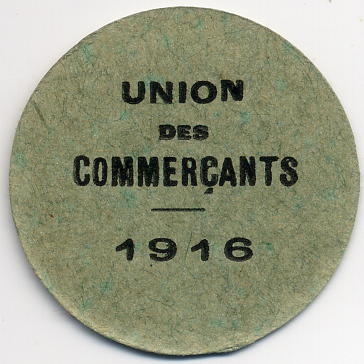 UNION
DES
COMMERÇANTS
1916